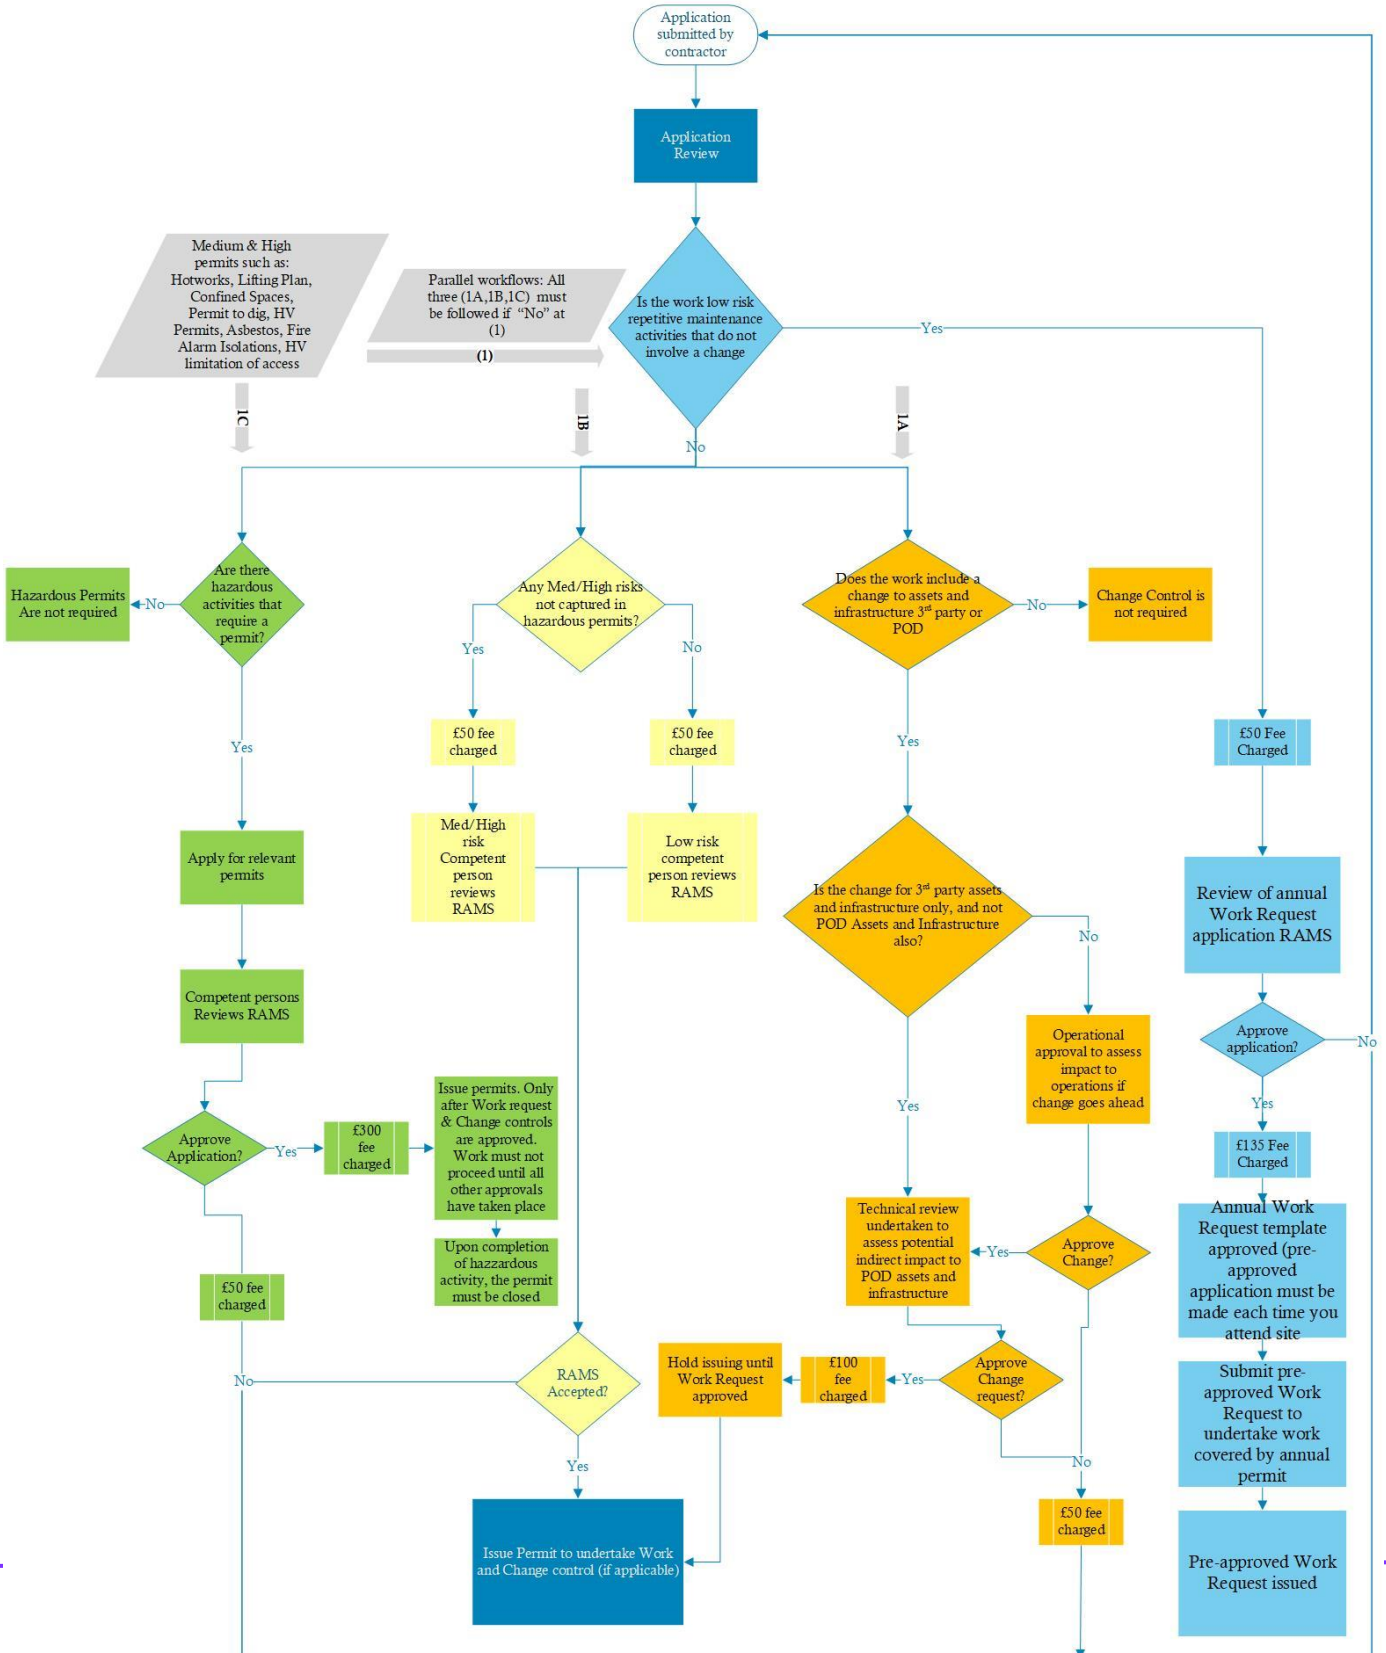 Application
submitted by
contractor
Application
Review
Medium & High
permits such as:
Hotworks, Lifting Plan,
Confined Spaces,
Permit to dig, HV
Permits, Asbestos, Fire
Alarm Isolations, HV
limitation of access
Parallel workflows: All
three (1A,1B,1C) must
be followed if "No" at
(1)
(1)
Is the work low risk
repetitive maintenance
activities that do not
involve a change
Yes
No
1C
1B
1A
Hazardous Permits
Are not required
No
Are there
hazardous
activities that
require a
permit?
Any Med/High risks
not captured in
hazardous permits?
Does the work include a
change to assets and
infrastructure 3rd party or
POD
No
Change Control is
not required
Yes
No
Yes
Yes
£50 fee
charged
£50 fee
charged
£50 Fee
Charged
Apply for relevant
permits
Med/High
risk
Competent
person
reviews
RAMS
Low risk
competent
person reviews
RAMS
Is the change for 3rd party assets
and infrastructure only, and not
POD Assets and Infrastructure
also?
No
Review of annual
Work Request
application RAMS
Competent persons
Reviews RAMS
Operational
approval to assess
impact to
operations if
change goes ahead
Approve
application?
No
Yes
Yes
Approve
Application?
Yes
£300
fee
charged
Issue permits. Only
after Work request
& Change controls
are approved.
Work must not
proceed until all
other approvals
have taken place
£135 Fee
Charged
Upon completion
of hazzardous
activity, the permit
must be closed
Technical review
undertaken to
assess potential
indirect impact to
POD assets and
infrastructure
Yes
Approve
Change?
Annual Work
Request template
approved (pre-
approved
application must be
made each time you
attend site
£50 fee
charged
No
RAMS
Accepted?
Hold issuing until
Work Request
approved
£100
fee
charged
Yes
Approve
Change
request?
Submit pre-
approved Work
Request to
undertake work
covered by annual
permit
Yes
No
£50 fee
charged
Issue Permit to undertake Work
and Change control (if applicable)
Pre-approved Work
Request issued